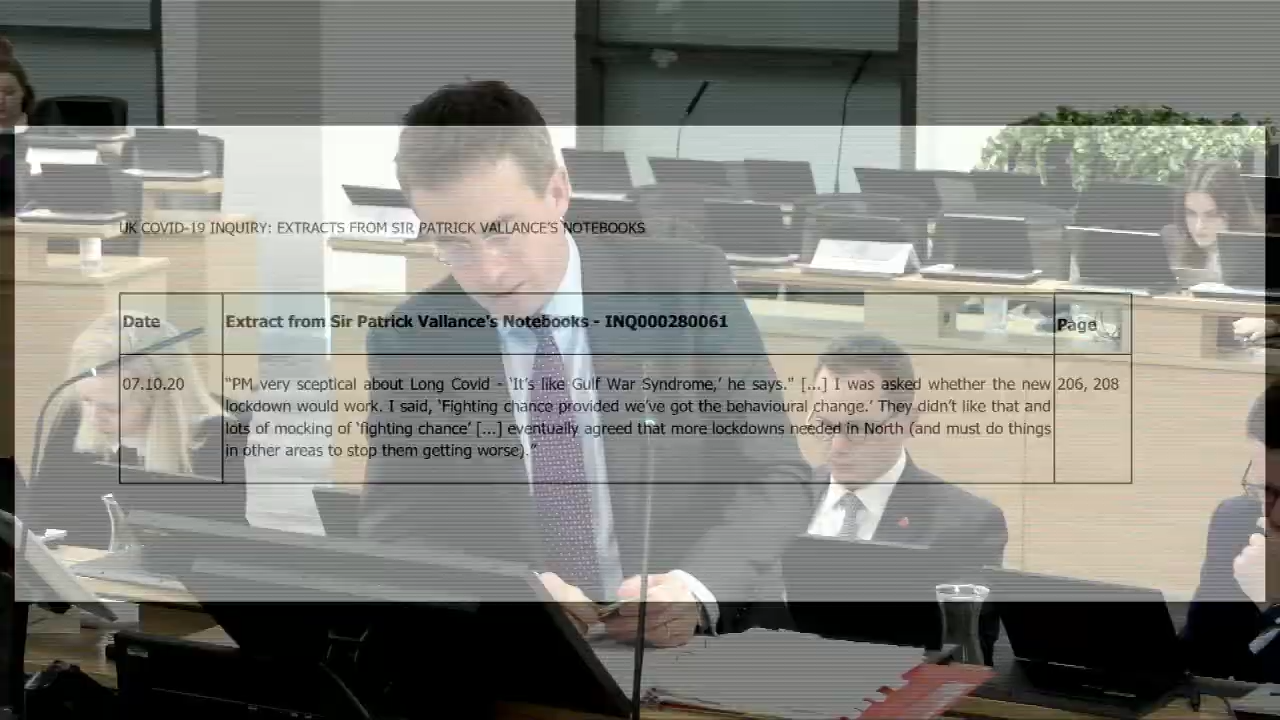 UK COVID-19 INQUIRY: EXTRACTS FROM SIR PATRICK VALLANCE'S NOTEBOOKS
Date Extract from Sir Patrick Vallance's Notebooks - INQ000280061 Page
07.10.20 "PM very sceptical about Long Covid - 'It's like Gulf War Syndrome,' he says." [...] I was asked whether the new 206, 208
lockdown would work. I said, 'Fighting chance provided we've got the behavioural change.' They didn't like that and
lots of mocking of 'fighting chance' [...] eventually agreed that more lockdowns needed in North (and must do things
in other areas to stop them getting worse)."